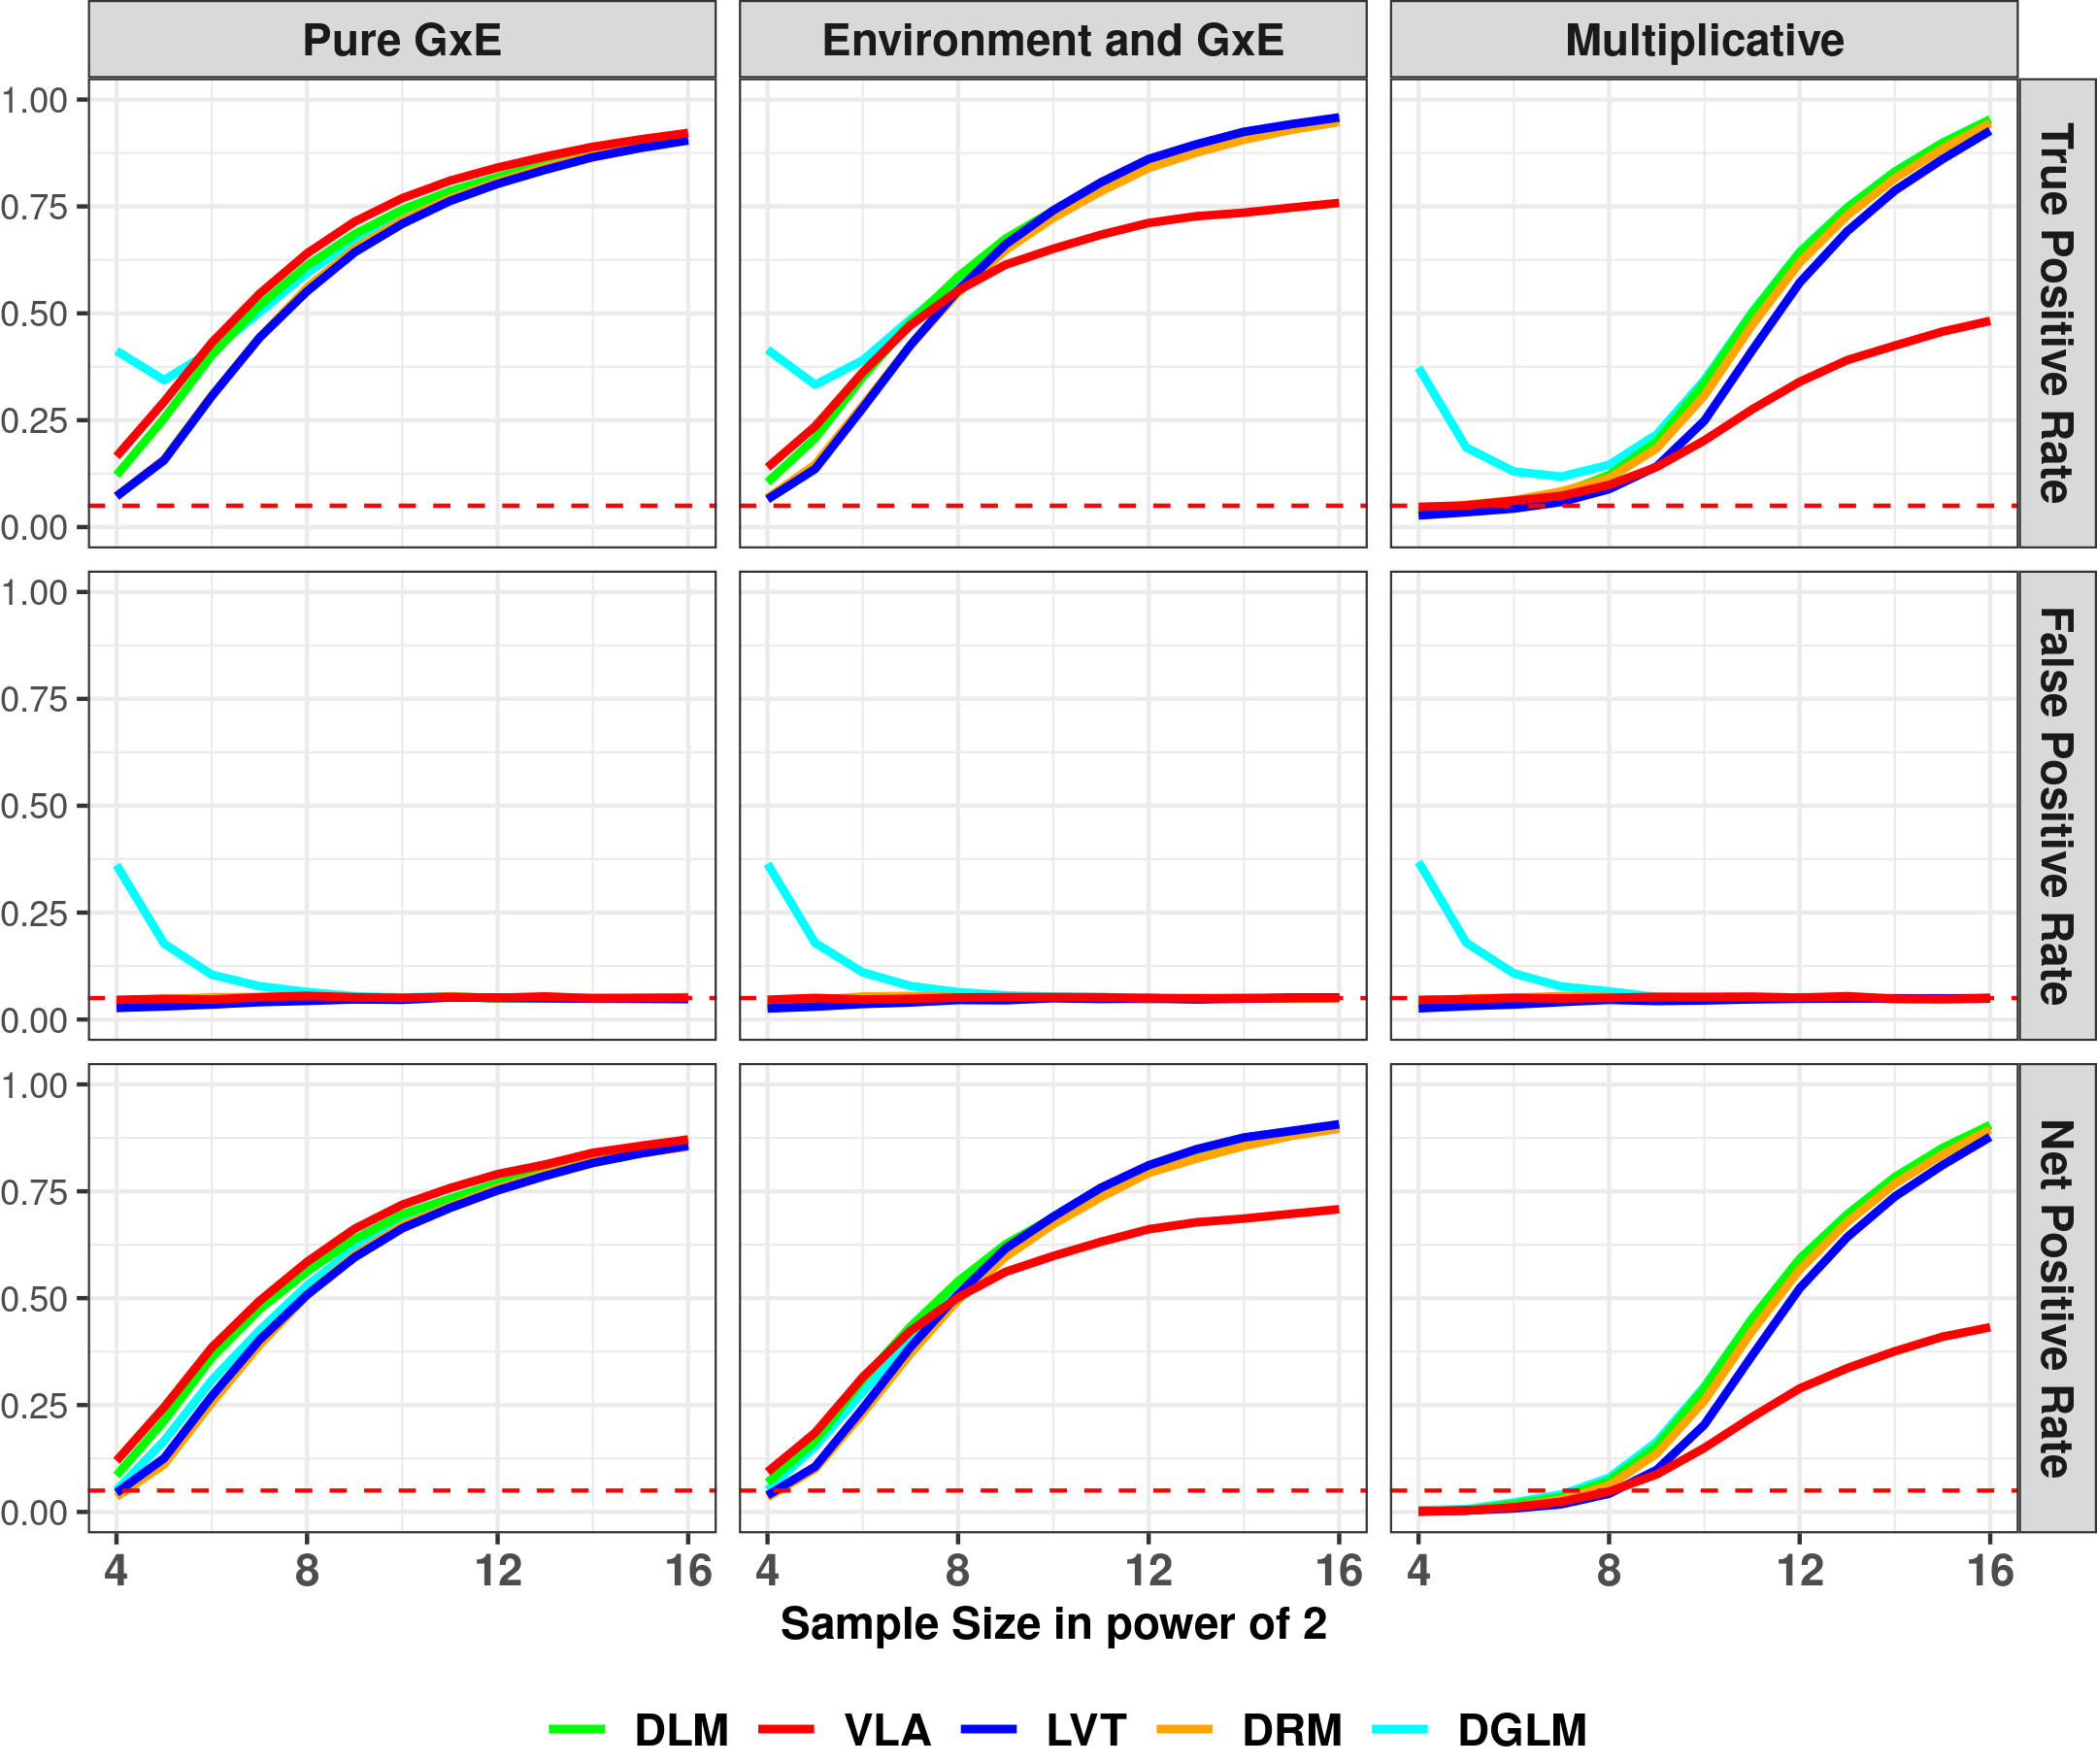 Pure GxE
Environment and GxE
Multiplicative
1.00
0.75
0.50
0.25
0.00
True Positive Rate
1.00
0.75
0.50
0.25
0.00
False Positive Rate
1.00
0.75
0.50
0.25
0.00
Net Positive Rate
4 8 12 16
4 8 12 16
4 8 12 16
Sample Size in power of 2
DLM VLA LVT DRM DGLM